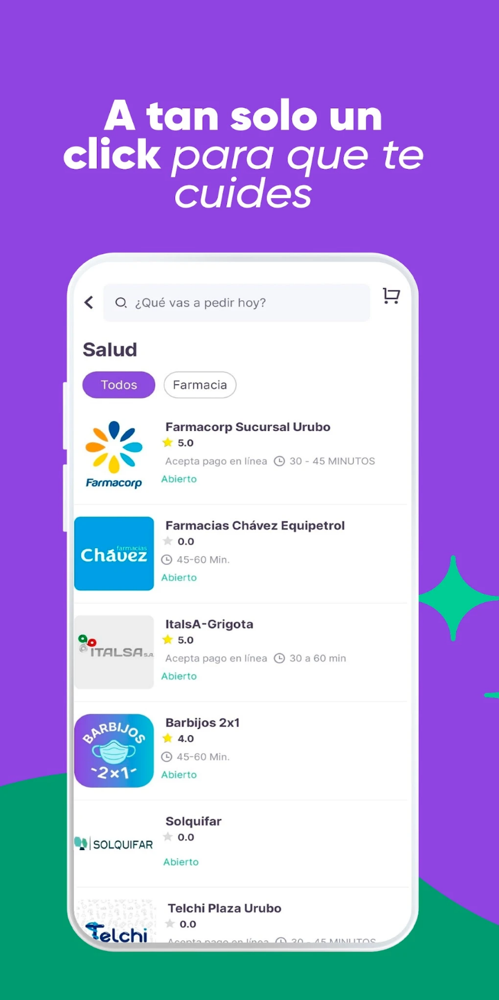 A tan solo un
click para que te
cuides
¿Qué vas a pedir hoy?
Salud
Todos Farmacia
Farmacorp Sucursal Urubo
5.0
Acepta pago en línea 30 - 45 MINUTOS
Abierto
Farmacorp
Farmacias Chávez Equipetrol
0.0
45-60 Min.
Abierto
farmacias
Chávez
ItalsA-Grigota
5.0
Acepta pago en línea 30 a 60 min
Abierto
ITALSA S.A.
Barbijos 2x1
4.0
45-60 Min.
Abierto
BARBIJOS
-2x1-
Solquifar
0.0
Abierto
SOLQUIFAR
Telchi Plaza Urubo
0.0
Acepta pago en línea 30 - 45 MINUTOS
Telchi